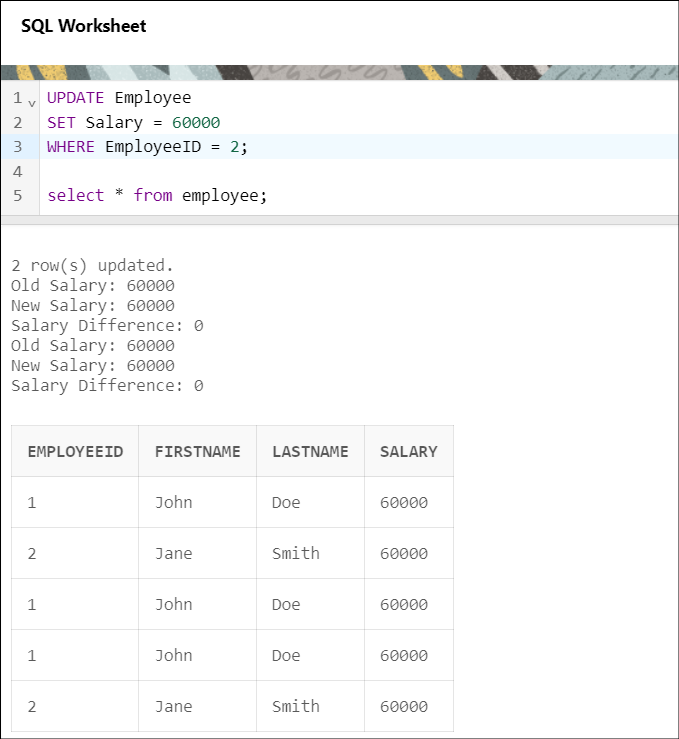 SQL Worksheet
1 UPDATE Employee
2 SET Salary = 60000
3 WHERE EmployeeID = 2;
4
5 select * from employee;
2 row(s) updated.
Old Salary: 60000
New Salary: 60000
Salary Difference: 0
Old Salary: 60000
New Salary: 60000
Salary Difference: 0
EMPLOYEEID FIRSTNAME LASTNAME SALARY
1 John Doe 60000
2 Jane Smith 60000
1 John Doe 60000
1 John Doe 60000
2 Jane Smith 60000